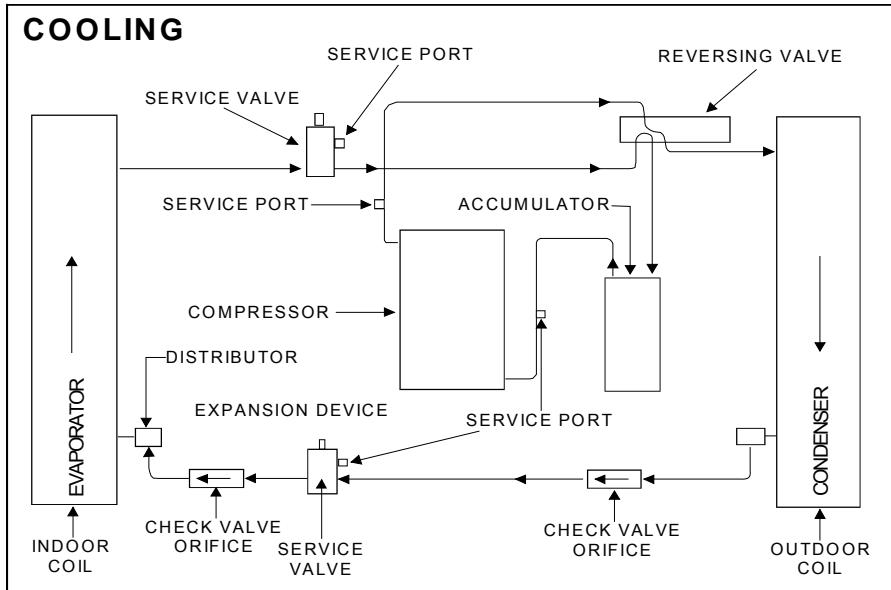 COOLING
SERVICE PORT
REVERSING VALVE
SERVICE VALVE
SERVICE PORT
ACCUMULATOR
COMPRESSOR
DISTRIBUTOR
EXPANSION DEVICE
SERVICE PORT
EVAPORATOR
CONDENSER
CHECK VALVE
ORIFICE
CHECK VALVE
ORIFICE
INDOOR
COIL
SERVICE
VALVE
OUTDOOR
COIL